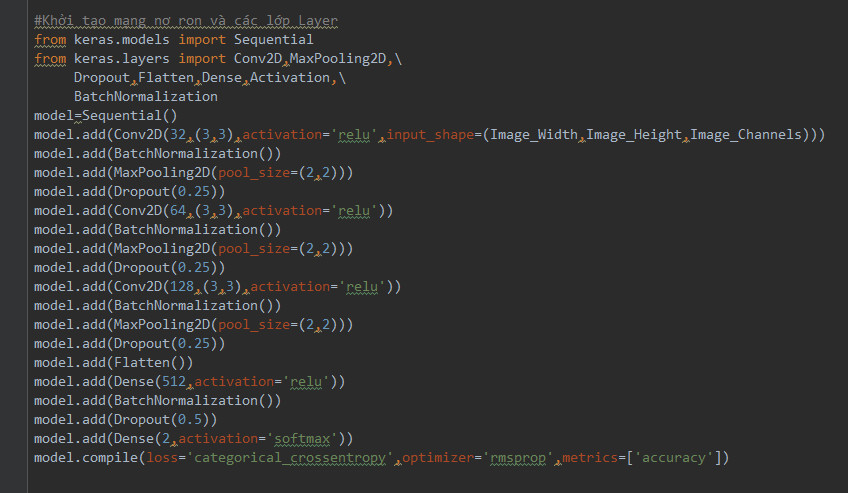 #Khởi tạo mạng nơ ron và các lớp Layer
from keras.models import Sequential
from keras.layers import Conv2D,MaxPooling2D,\
     Dropout,Flatten,Dense,Activation,\
     BatchNormalization
model=Sequential()
model.add(Conv2D(32,(3,3),activation='relu',input_shape=(Image_Width,Image_Height,Image_Channels)))
model.add(BatchNormalization())
model.add(MaxPooling2D(pool_size=(2,2)))
model.add(Dropout(0.25))
model.add(Conv2D(64,(3,3),activation='relu'))
model.add(BatchNormalization())
model.add(MaxPooling2D(pool_size=(2,2)))
model.add(Dropout(0.25))
model.add(Conv2D(128,(3,3),activation='relu'))
model.add(BatchNormalization())
model.add(MaxPooling2D(pool_size=(2,2)))
model.add(Dropout(0.25))
model.add(Flatten())
model.add(Dense(512,activation='relu'))
model.add(BatchNormalization())
model.add(Dropout(0.5))
model.add(Dense(2,activation='softmax'))
model.compile(loss='categorical_crossentropy',optimizer='rmsprop',metrics=['accuracy'])